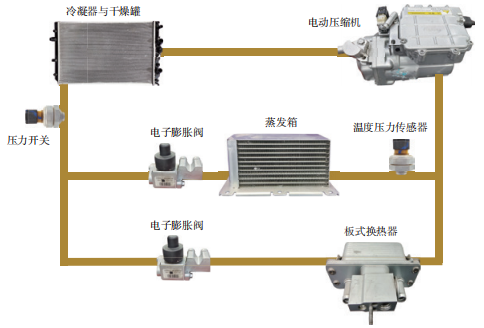 冷凝器与干燥罐
电动压缩机
压力开关
电子膨胀阀
蒸发箱
温度压力传感器
电子膨胀阀
板式换热器